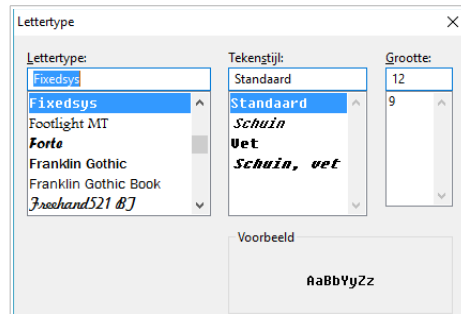 Lettertype
Lettertype:
Fixedsys
Fixedsys
Footlight MT
Forte
Franklin Gothic
Franklin Gothic Book
Freehand521 BT
Tekenstijl:
Standaard
Standaard
Schuin
Vet
Schuin, vet
Grootte:
12
9
Voorbeeld
AaBbYyZz